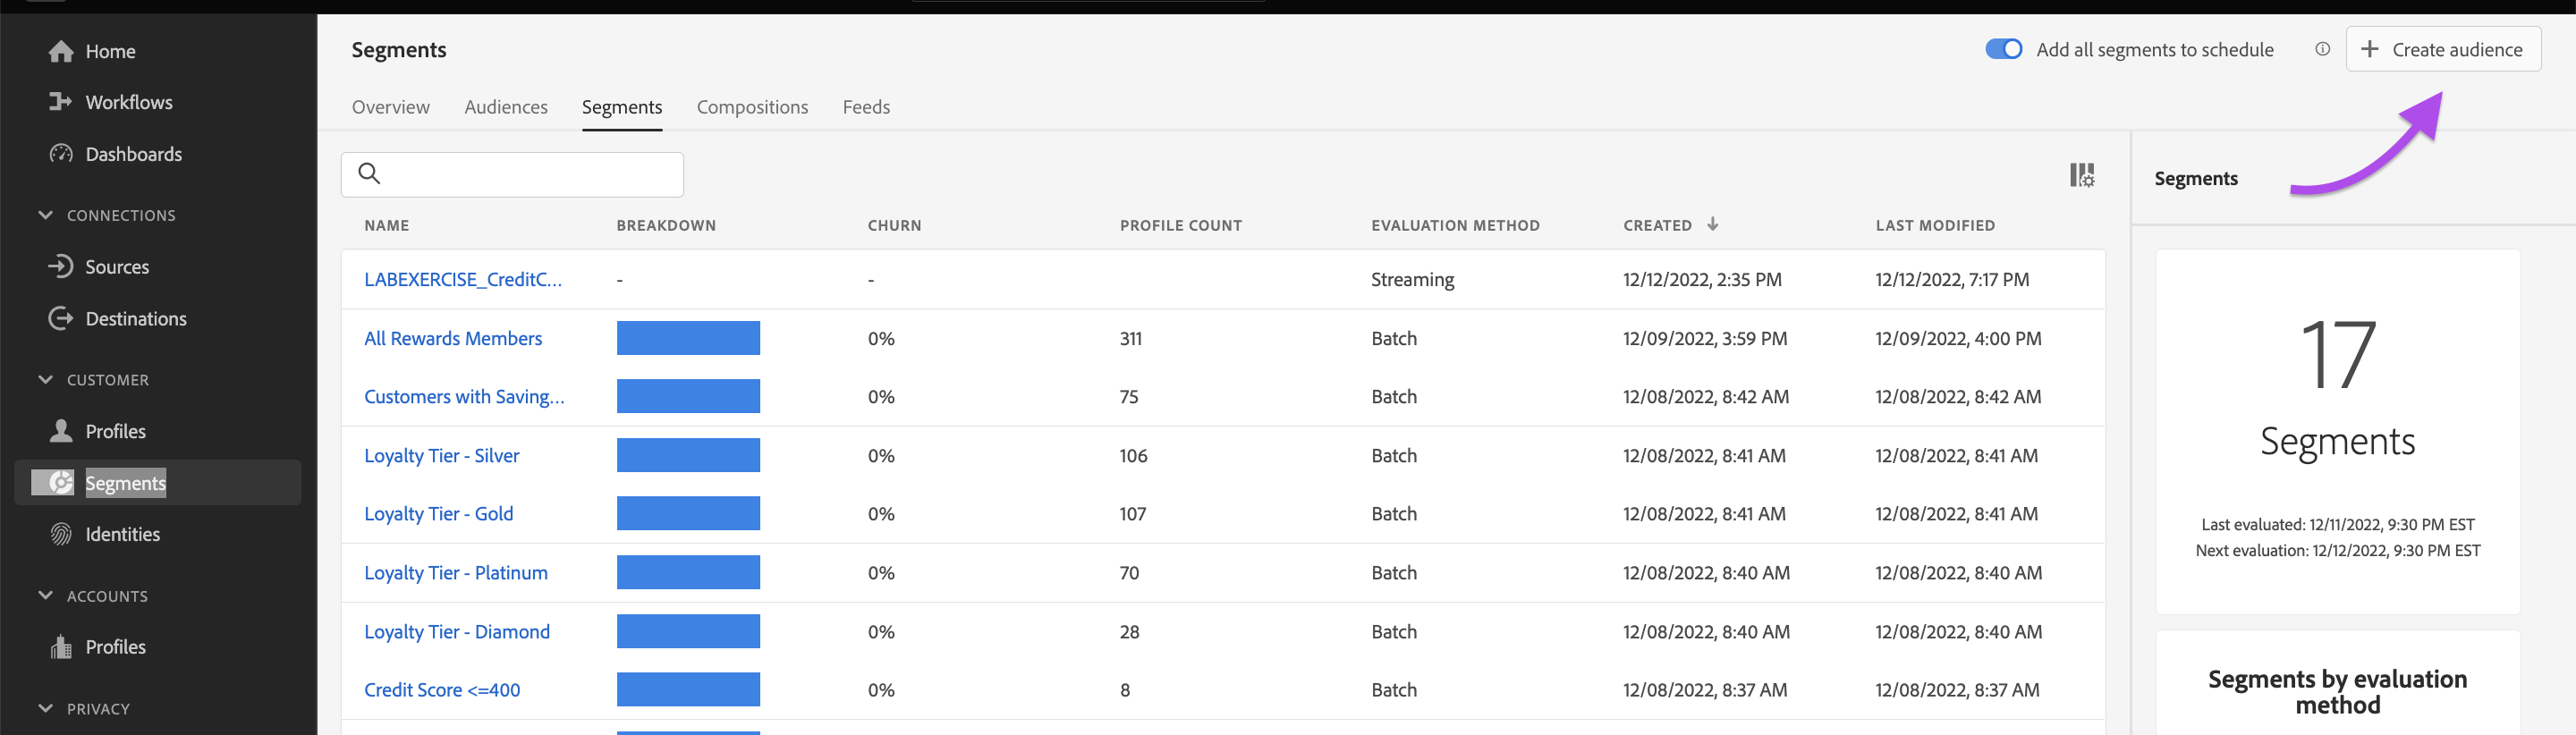 Home
Workflows
Dashboards
CONNECTIONS
Sources
Destinations
CUSTOMER
Profiles
Segments
Identities
ACCOUNTS
Profiles
PRIVACY
Segments
Add all segments to schedule
Create audience
Overview Audiences Segments Compositions Feeds
NAME BREAKDOWN CHURN PROFILE COUNT EVALUATION METHOD CREATED LAST MODIFIED
LABEXERCISE_CreditC... - - Streaming 12/12/2022, 2:35 PM 12/12/2022, 7:17 PM
All Rewards Members 0% 311 Batch 12/09/2022, 3:59 PM 12/09/2022, 4:00 PM
Customers with Saving... 0% 75 Batch 12/08/2022, 8:42 AM 12/08/2022, 8:42 AM
Loyalty Tier - Silver 0% 106 Batch 12/08/2022, 8:41 AM 12/08/2022, 8:41 AM
Loyalty Tier - Gold 0% 107 Batch 12/08/2022, 8:41 AM 12/08/2022, 8:41 AM
Loyalty Tier - Platinum 0% 70 Batch 12/08/2022, 8:40 AM 12/08/2022, 8:40 AM
Loyalty Tier - Diamond 0% 28 Batch 12/08/2022, 8:40 AM 12/08/2022, 8:40 AM
Credit Score <=400 0% 8 Batch 12/08/2022, 8:37 AM 12/08/2022, 8:37 AM
Segments
17
Segments
Last evaluated: 12/11/2022, 9:30 PM EST
Next evaluation: 12/12/2022, 9:30 PM EST
Segments by evaluation
method